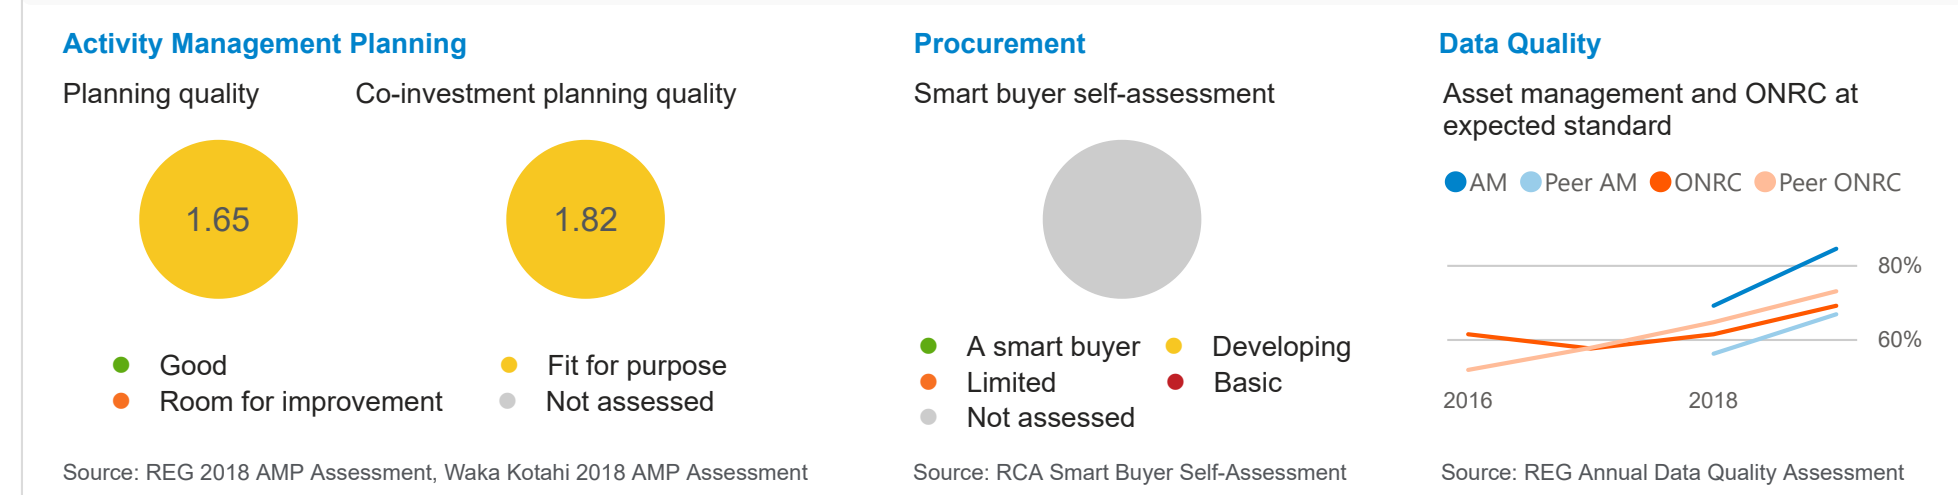 Activity Management Planning
Planning quality
Co-investment planning quality
1.65
1.82
Good
Fit for purpose
Room for improvement
Not assessed
Source: REG 2018 AMP Assessment, Waka Kotahi 2018 AMP Assessment
Procurement
Smart buyer self-assessment
A smart buyer
Developing
Limited
Basic
Not assessed
Source: RCA Smart Buyer Self-Assessment
Data Quality
Asset management and ONRC at
expected standard
AM Peer AM ONRC Peer ONRC
80%
60%
2016
2018
Source: REG Annual Data Quality Assessment